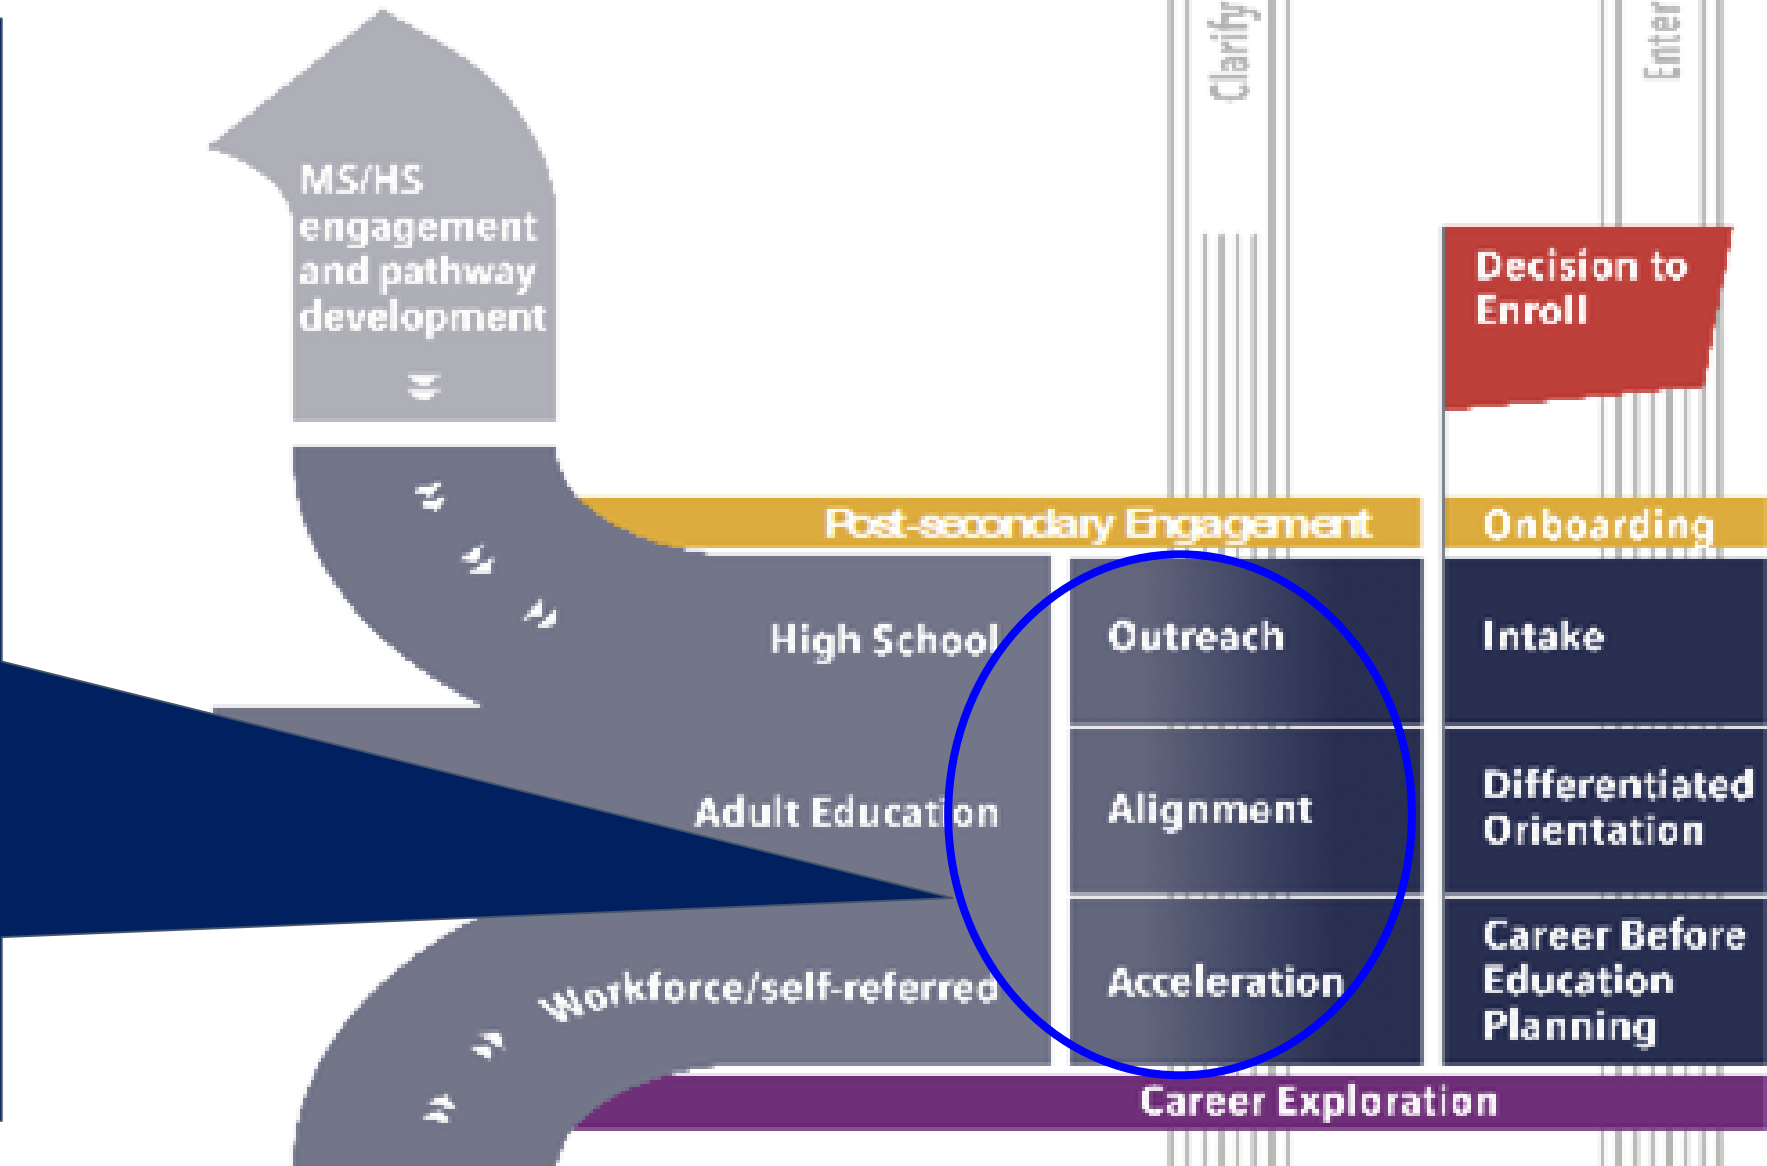 Clarify
Enter
MS/HS
engagement
and pathway
development
Decision to
Enroll
Post-secondary Engagement
Onboarding
High School
Outreach
Intake
Adult Education
Alignment
Differentiated
Orientation
Workforce/self-referred
Acceleration
Career Before
Education
Planning
Career Exploration